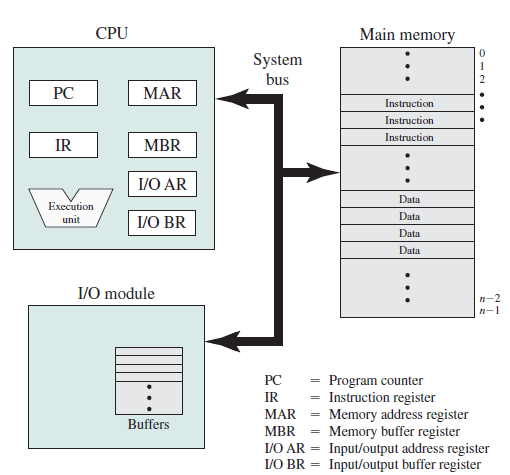 CPU
Main memory
System
bus
0
1
2
PC
MAR
Instruction
Instruction
Instruction
IR
MBR
I/O AR
Execution
unit
I/O BR
Data
Data
Data
Data
I/O module
n−2
n−1
Buffers
PC = Program counter
IR = Instruction register
MAR = Memory address register
MBR = Memory buffer register
I/O AR = Input/output address register
I/O BR = Input/output buffer register